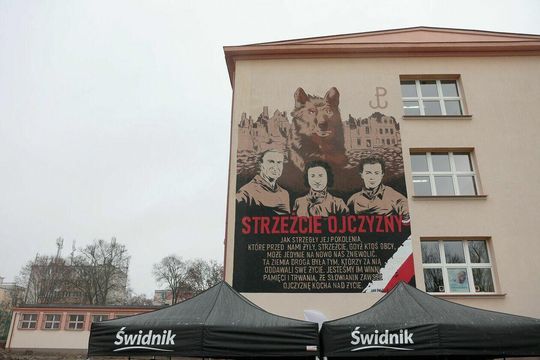 STRZEŻCIE OJCZYZNY
JAK STRZEGŁY JEJ POKOLENIA,
KTÓRE PRZED NAMI ŻYŁY, STRZEŻCIE, GDYŻ KTOŚ OBCY,
MOŻE JEDYNIE NA NOWO NAS ZNIEWOLIĆ.
TA ZIEMIA DROGA BYŁA TYM, KTÓRZY ZA NIĄ
ODDAWALI SWE ŻYCIE. JESTEŚMY IM WINNI
PAMIĘCI I TRWANIA, ŻE SŁOWIANIN ZAWSZE
OJCZYZNĘ KOCHA NAD ŻYCIE.
Świdnik
Świdnik